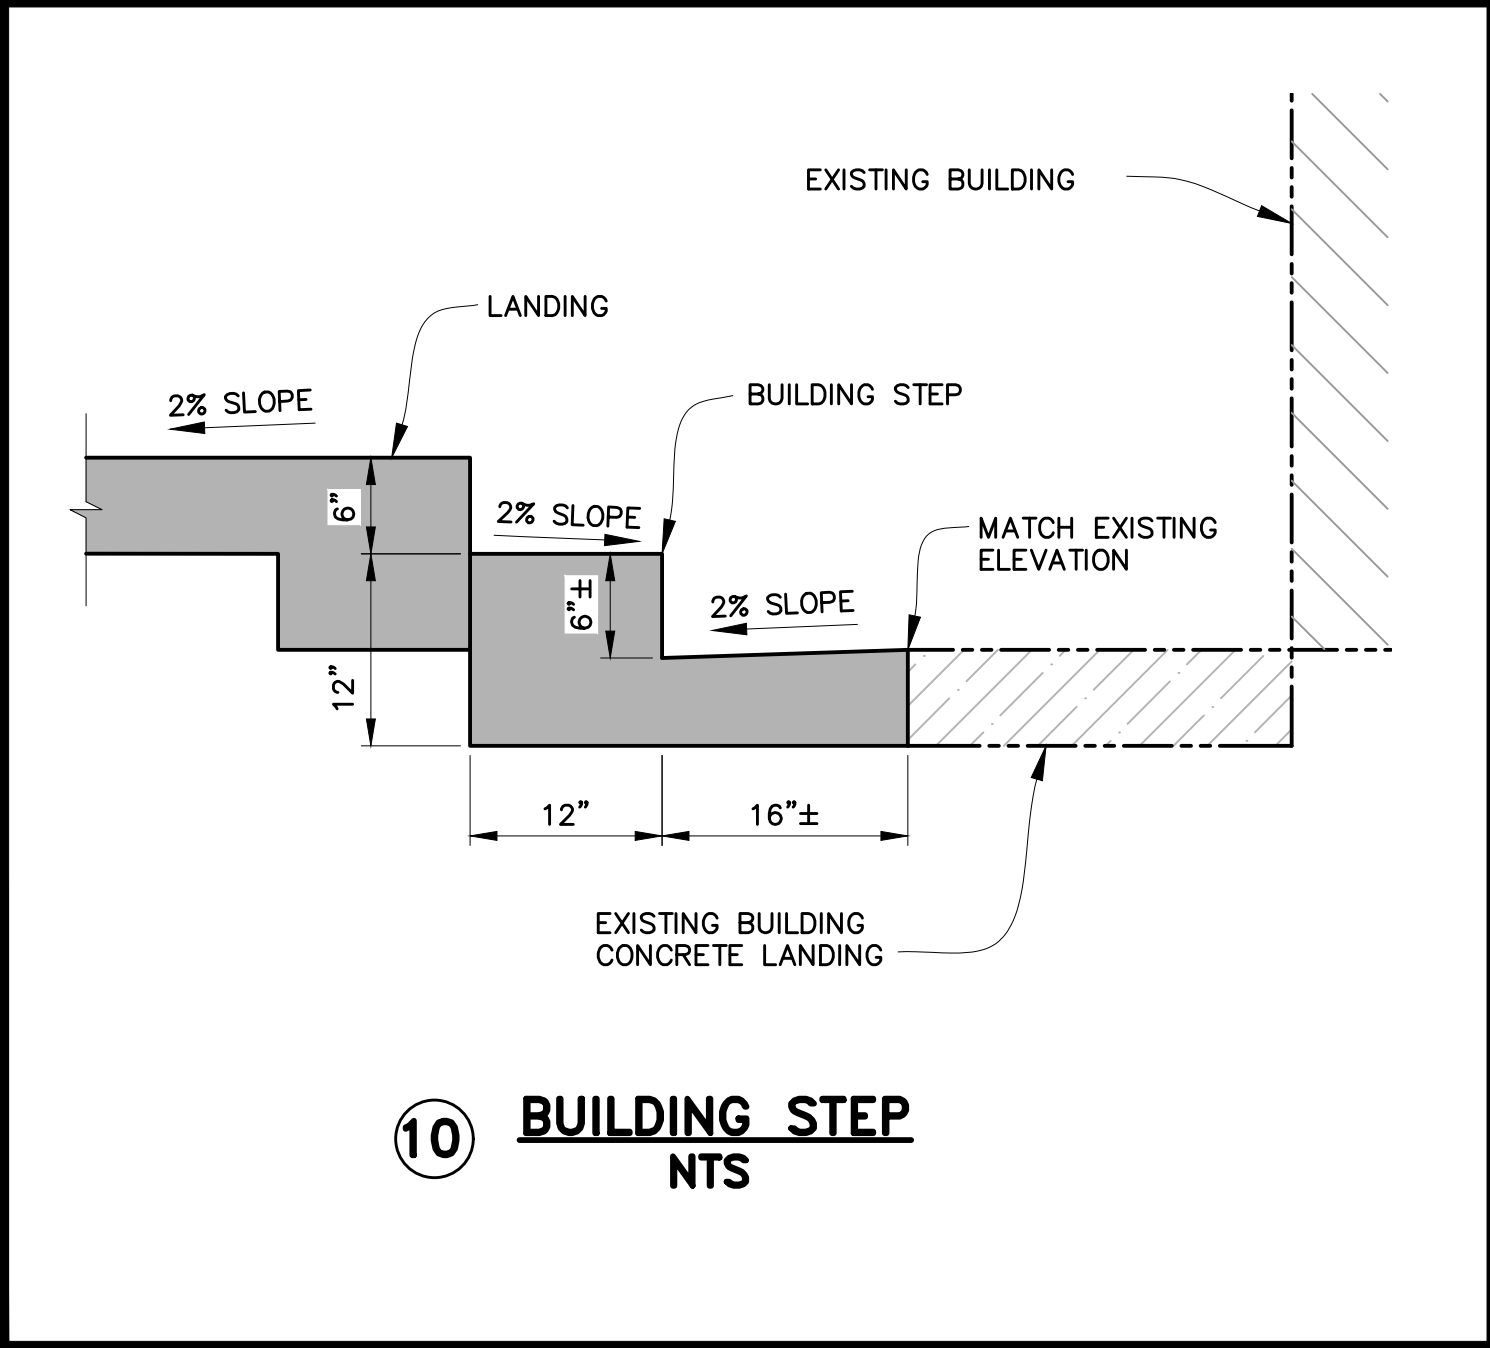 EXISTING BUILDING
LANDING
2% SLOPE
BUILDING STEP
6"
2% SLOPE
MATCH EXISTING
ELEVATION
6"±
2% SLOPE
12"
12"
16"±
EXISTING BUILDING
CONCRETE LANDING
10
BUILDING STEP
NTS